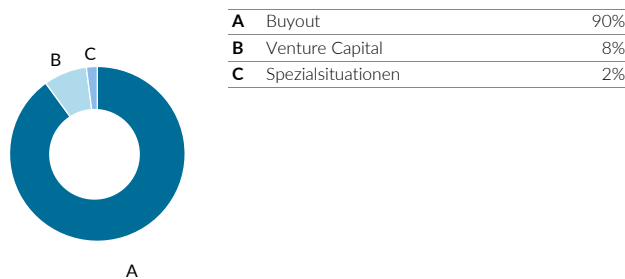 A Buyout 90%
B Venture Capital 8%
C Spezialsituationen 2%
B
C
A